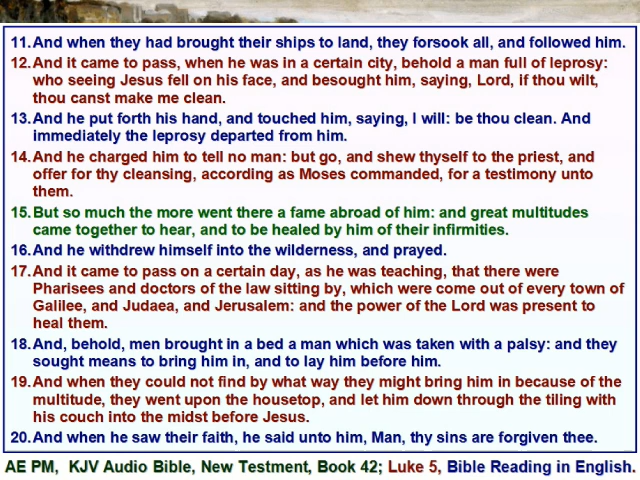 11. And when they had brought their ships to land, they forsook all, and followed him.
12. And it came to pass, when he was in a certain city, behold a man full of leprosy:
who seeing Jesus fell on his face, and besought him, saying, Lord, if thou wilt,
thou canst make me clean.
13. And he put forth his hand, and touched him, saying, I will: be thou clean. And
immediately the leprosy departed from him.
14. And he charged him to tell no man: but go, and shew thyself to the priest, and
offer for thy cleansing, according as Moses commanded, for a testimony unto
them.
15. But so much the more went there a fame abroad of him: and great multitudes
came together to hear, and to be healed by him of their infirmities.
16. And he withdrew himself into the wilderness, and prayed.
17. And it came to pass on a certain day, as he was teaching, that there were
Pharisees and doctors of the law sitting by, which were come out of every town of
Galilee, and Judaea, and Jerusalem: and the power of the Lord was present to
heal them.
18. And, behold, men brought in a bed a man which was taken with a palsy: and they
sought means to bring him in, and to lay him before him.
19. And when they could not find by what way they might bring him in because of the
multitude, they went upon the housetop, and let him down through the tiling with
his couch into the midst before Jesus.
20. And when he saw their faith, he said unto him, Man, thy sins are forgiven thee.
AE PM, KJV Audio Bible, New Testment, Book 42; Luke 5, Bible Reading in English.